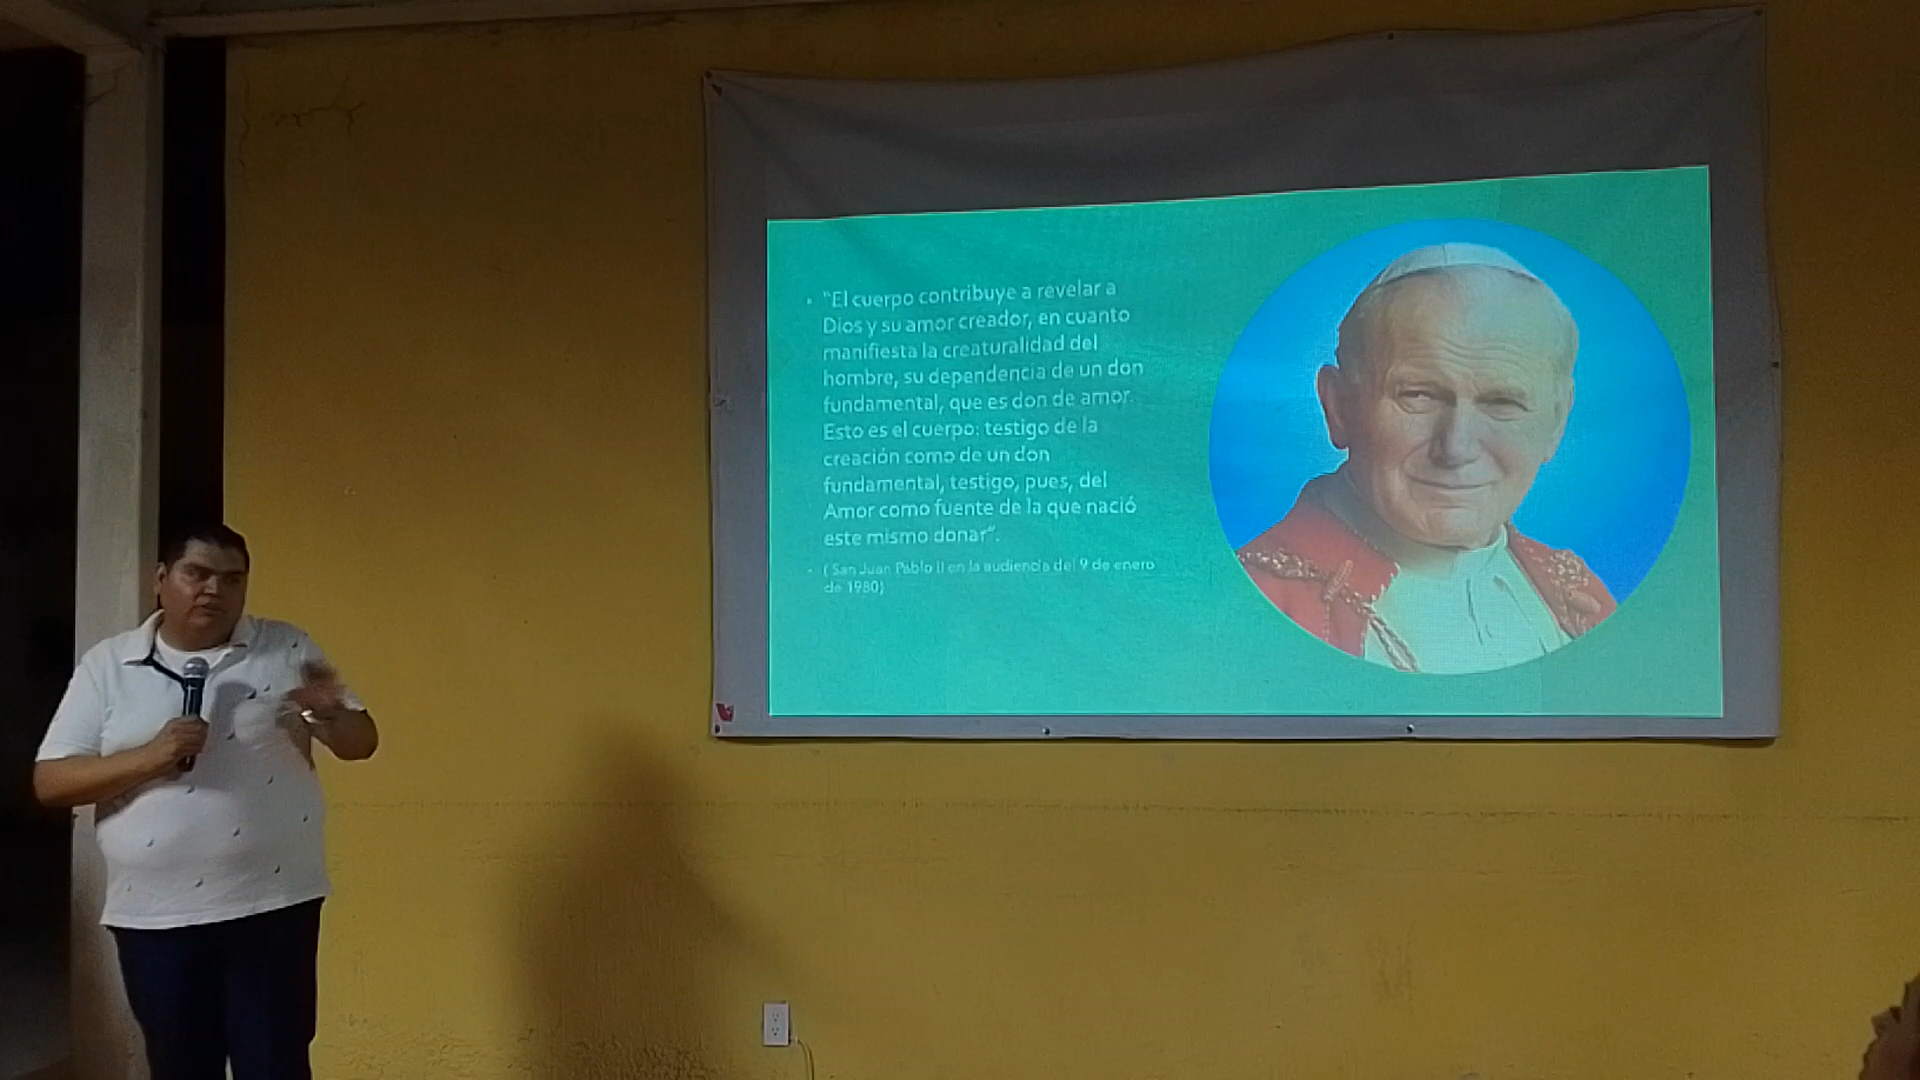 • "El cuerpo contribuye a revelar a
Dios y su amor creador, en cuanto
manifiesta la creaturalidad del
hombre, su dependencia de un don
fundamental, que es don de amor.
Esto es el cuerpo: testigo de la
creación como de un don
fundamental, testigo, pues, del
Amor como fuente de la que nació
este mismo donar".
• ( San Juan Pablo II en la audiencia del 9 de enero
de 1980)